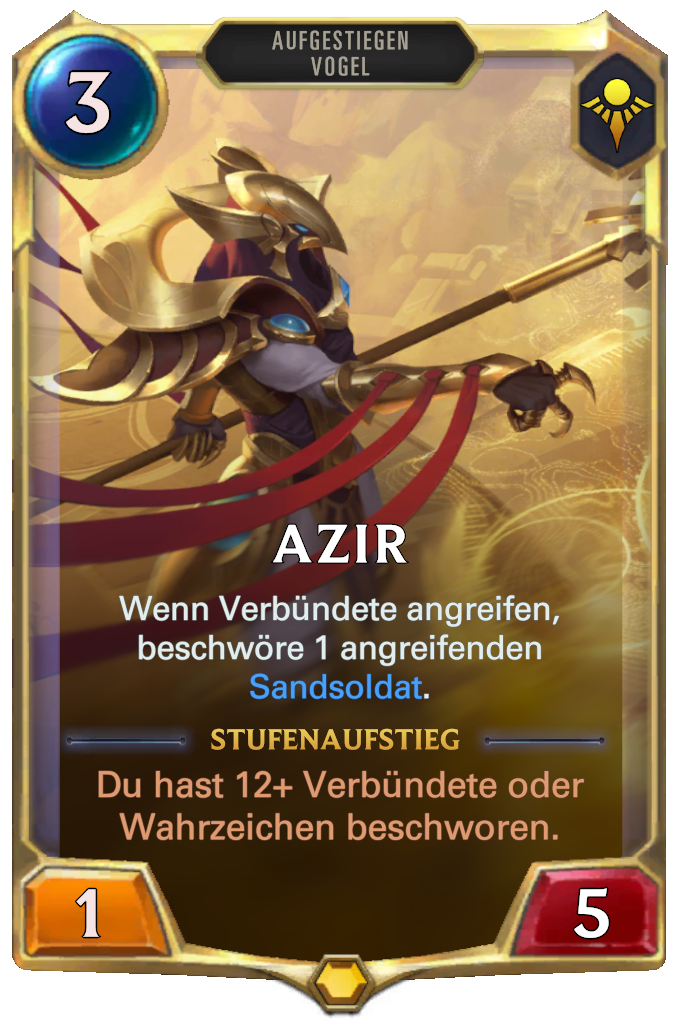 AUFGESTIEGEN
VOGEL
3
AZIR
Wenn Verbündete angreifen,
beschwöre 1 angreifenden
Sandsoldat.
STUFENAUFSTIEG
Du hast 12+ Verbündete oder
Wahrzeichen beschworen.
1
5